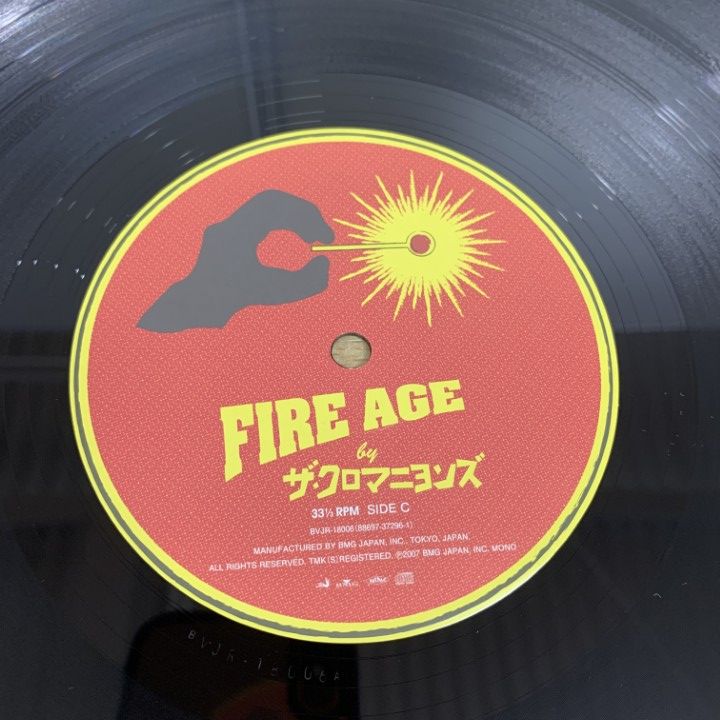 FIRE AGE
by
ザ・クロマニヨンズ
33⅓ RPM SIDE C
BVJR-18006 (88697-37296-1)
MANUFACTURED BY BMG JAPAN, INC. TOKYO, JAPAN.
ALL RIGHTS RESERVED. TMK(S) REGISTERED. ℗2007 BMG JAPAN, INC. MONO